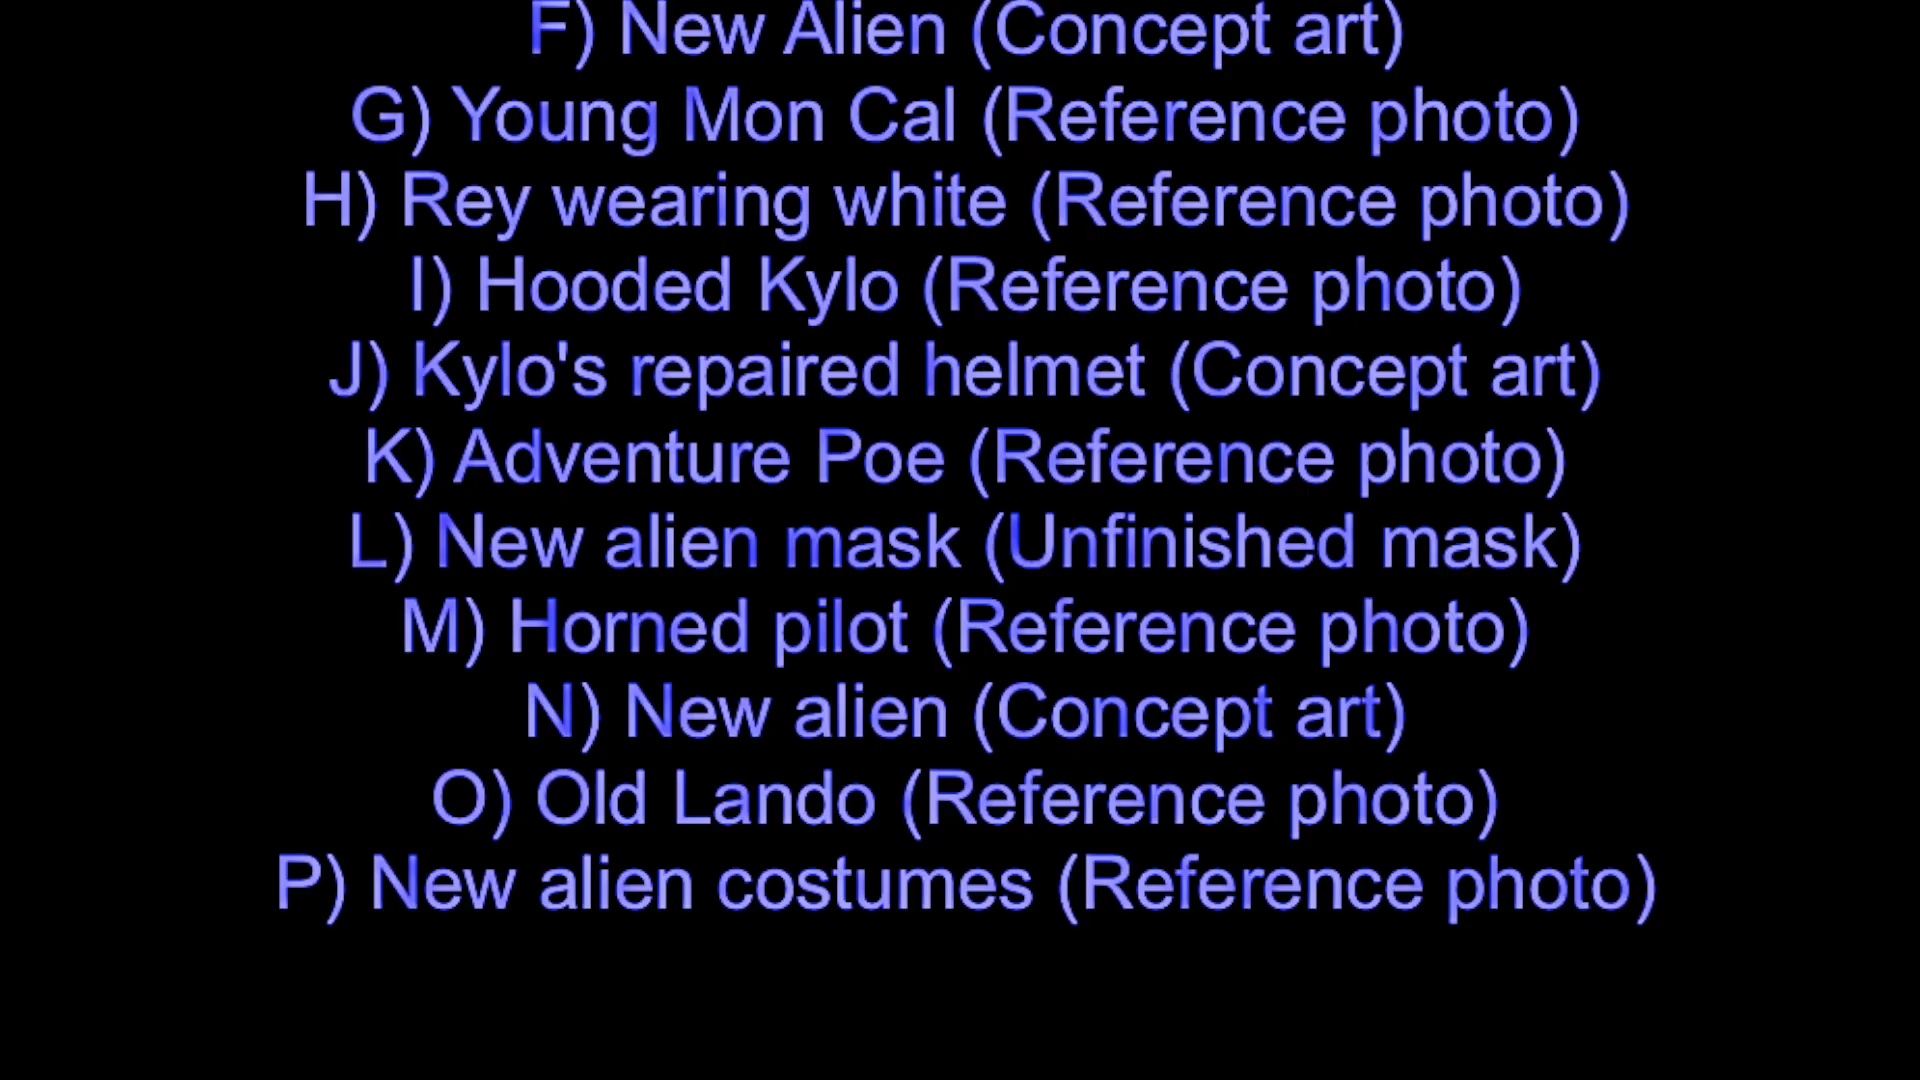 F) New Alien (Concept art)
G) Young Mon Cal (Reference photo)
H) Rey wearing white (Reference photo)
I) Hooded Kylo (Reference photo)
J) Kylo's repaired helmet (Concept art)
K) Adventure Poe (Reference photo)
L) New alien mask (Unfinished mask)
M) Horned pilot (Reference photo)
N) New alien (Concept art)
O) Old Lando (Reference photo)
P) New alien costumes (Reference photo)